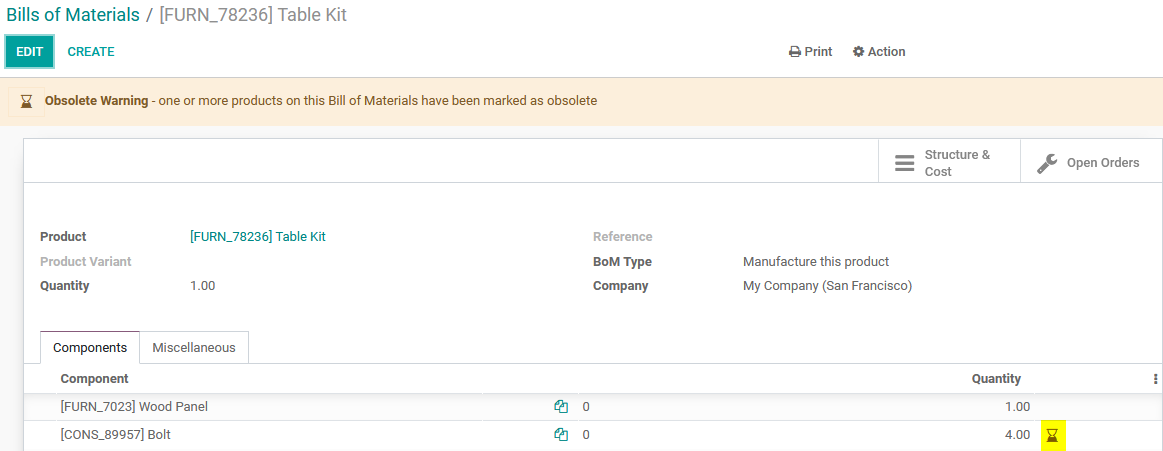 Bills of Materials / [FURN_78236] Table Kit
EDIT CREATE Print Action
Obsolete Warning - one or more products on this Bill of Materials have been marked as obsolete
Structure & Cost
Open Orders
Product [FURN_78236] Table Kit Reference
Product Variant BoM Type Manufacture this product
Quantity 1.00 Company My Company (San Francisco)
Components Miscellaneous
Component Quantity
[FURN_7023] Wood Panel 0 1.00
[CONS_89957] Bolt 0 4.00